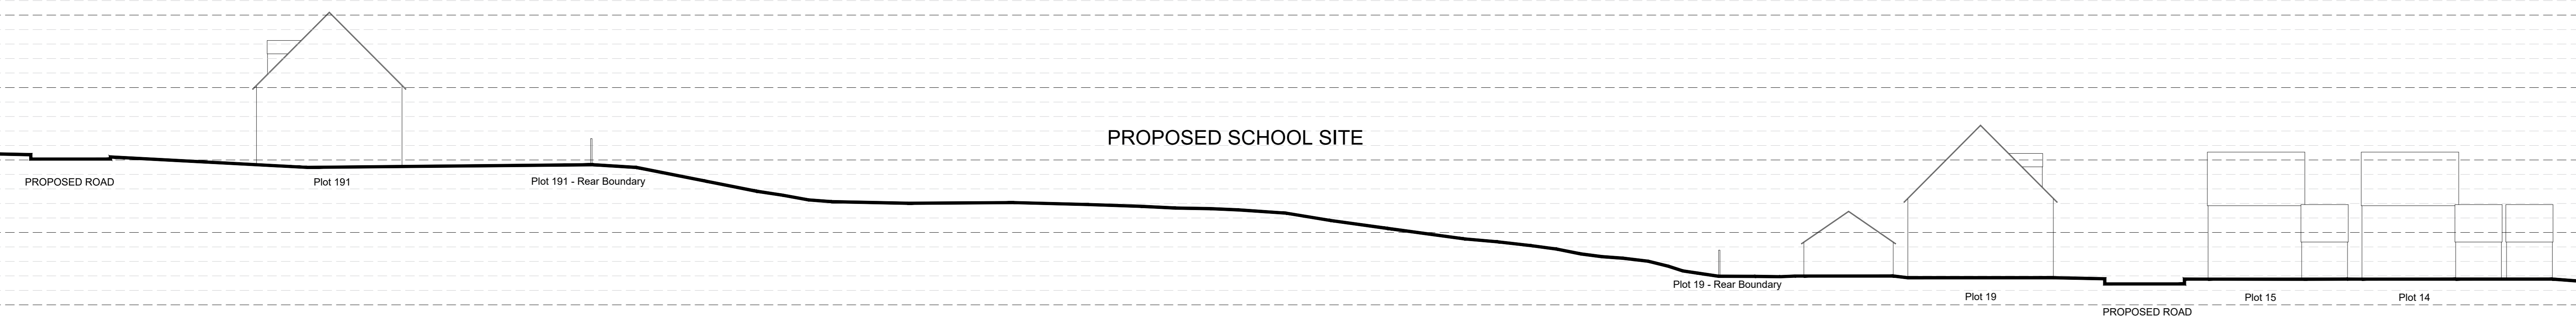 PROPOSED SCHOOL SITE
PROPOSED ROAD
Plot 191
Plot 191 - Rear Boundary
Plot 19 - Rear Boundary
Plot 19
Plot 15
Plot 14
PROPOSED ROAD